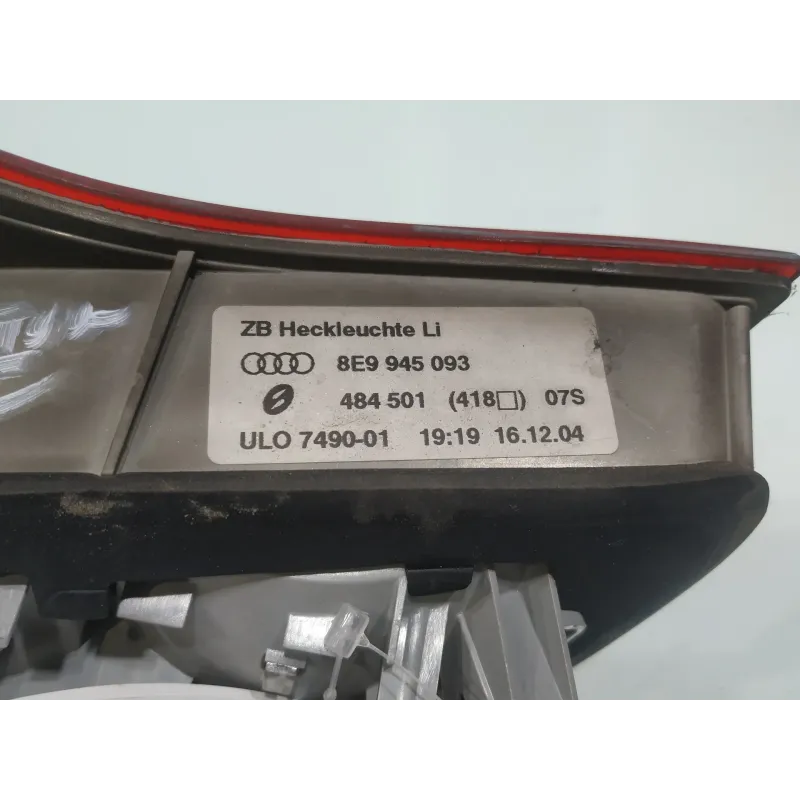 ZB Heckleuchte Li
8E9 945 093
484 501 (418□) 07S
ULO 7490-01 19:19 16.12.04